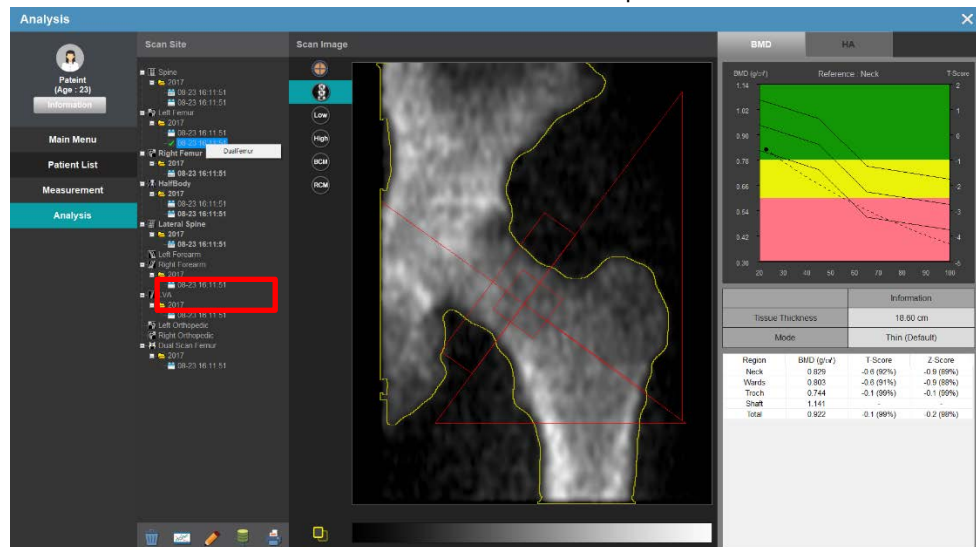 Analysis
Pateint
(Age : 23)
Information
Main Menu
Patient List
Measurement
Analysis
Scan Site
Spine
2017
08-23 16:11:51
08-23 16:11:51
Left Femur
2017
08-23 16:11:51
DualFemur
Right Femur
2017
08-23 16:11:51
HalfBody
2017
08-23 16:11:51
08-23 16:11:51
Lateral Spine
2017
08-23 16:11:51
Left Forearm
Right Forearm
2017
08-23 16:11:51
2017
08-23 16:11:51
Left Orthopedic
Right Orthopedic
Dual Scan Femur
2017
08-23 16:11:51
Scan Image
Low
High
BCM
RCM
BMD HA
BMD (g/㎠) Reference : Neck T-Score
1.14 2
1.02 1
0.90 0
0.78 -1
0.66 -2
0.54 -3
0.42 -4
0.30 -5
20 30 40 50 60 70 80 90 100
Information
Tissue Thickness 18.60 cm
Mode Thin (Default)
Region BMD (g/㎠) T-Score Z-Score
Neck 0.829 -0.6 (92%) -0.9 (89%)
Wards 0.803 -0.6 (91%) -0.9 (88%)
Troch 0.744 -0.1 (99%) -0.1 (99%)
Shaft 1.141 - -
Total 0.922 -0.1 (99%) -0.2 (98%)